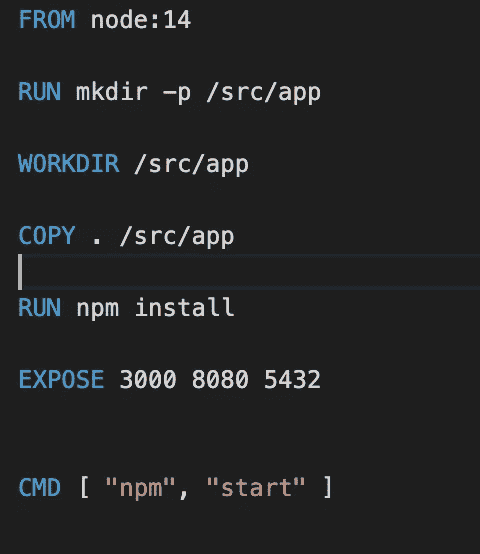 FROM node:14
RUN mkdir -p /src/app
WORKDIR /src/app
COPY . /src/app
RUN npm install
EXPOSE 3000 8080 5432
CMD [ "npm", "start" ]